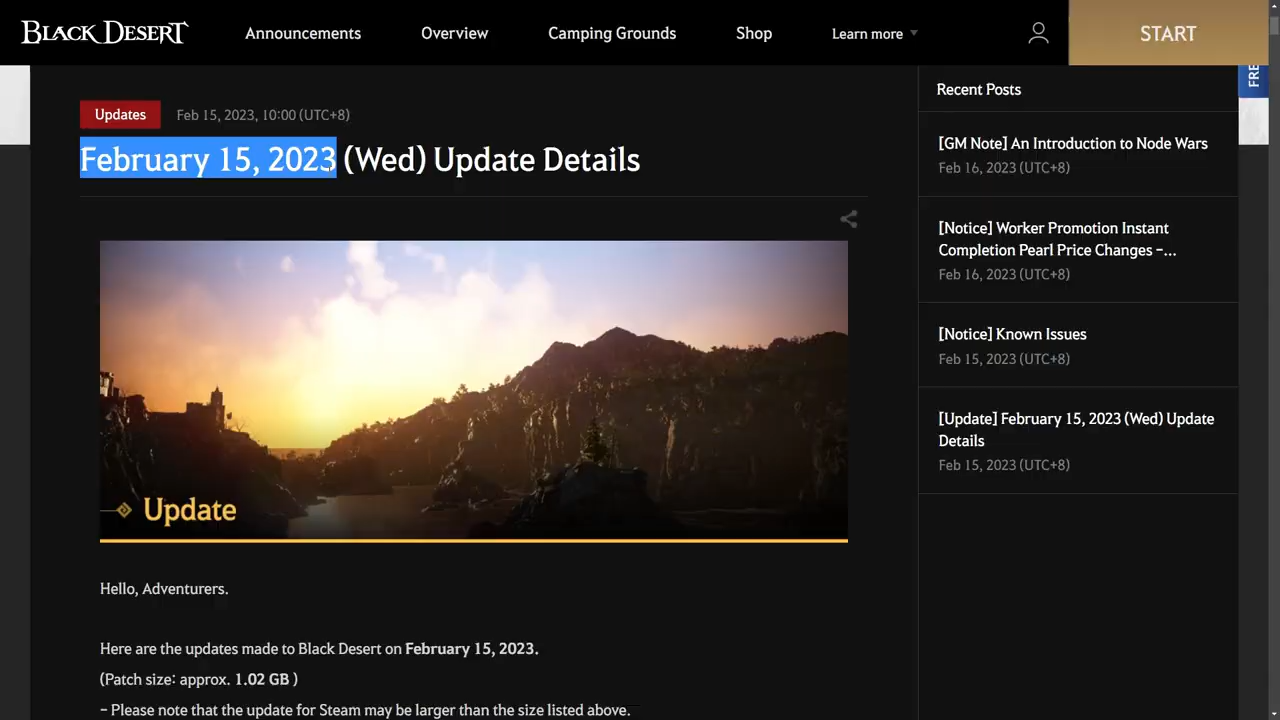 BLACK DESERT
Announcements
Overview
Camping Grounds
Shop
Learn more
START
FRE
Updates
Feb 15, 2023, 10:00 (UTC+8)
February 15, 2023 (Wed) Update Details
Update
Hello, Adventurers.
Here are the updates made to Black Desert on February 15, 2023.
(Patch size: approx. 1.02 GB )
– Please note that the update for Steam may be larger than the size listed above.
Recent Posts
[GM Note] An Introduction to Node Wars
Feb 16, 2023 (UTC+8)
[Notice] Worker Promotion Instant
Completion Pearl Price Changes –...
Feb 16, 2023 (UTC+8)
[Notice] Known Issues
Feb 15, 2023 (UTC+8)
[Update] February 15, 2023 (Wed) Update
Details
Feb 15, 2023 (UTC+8)